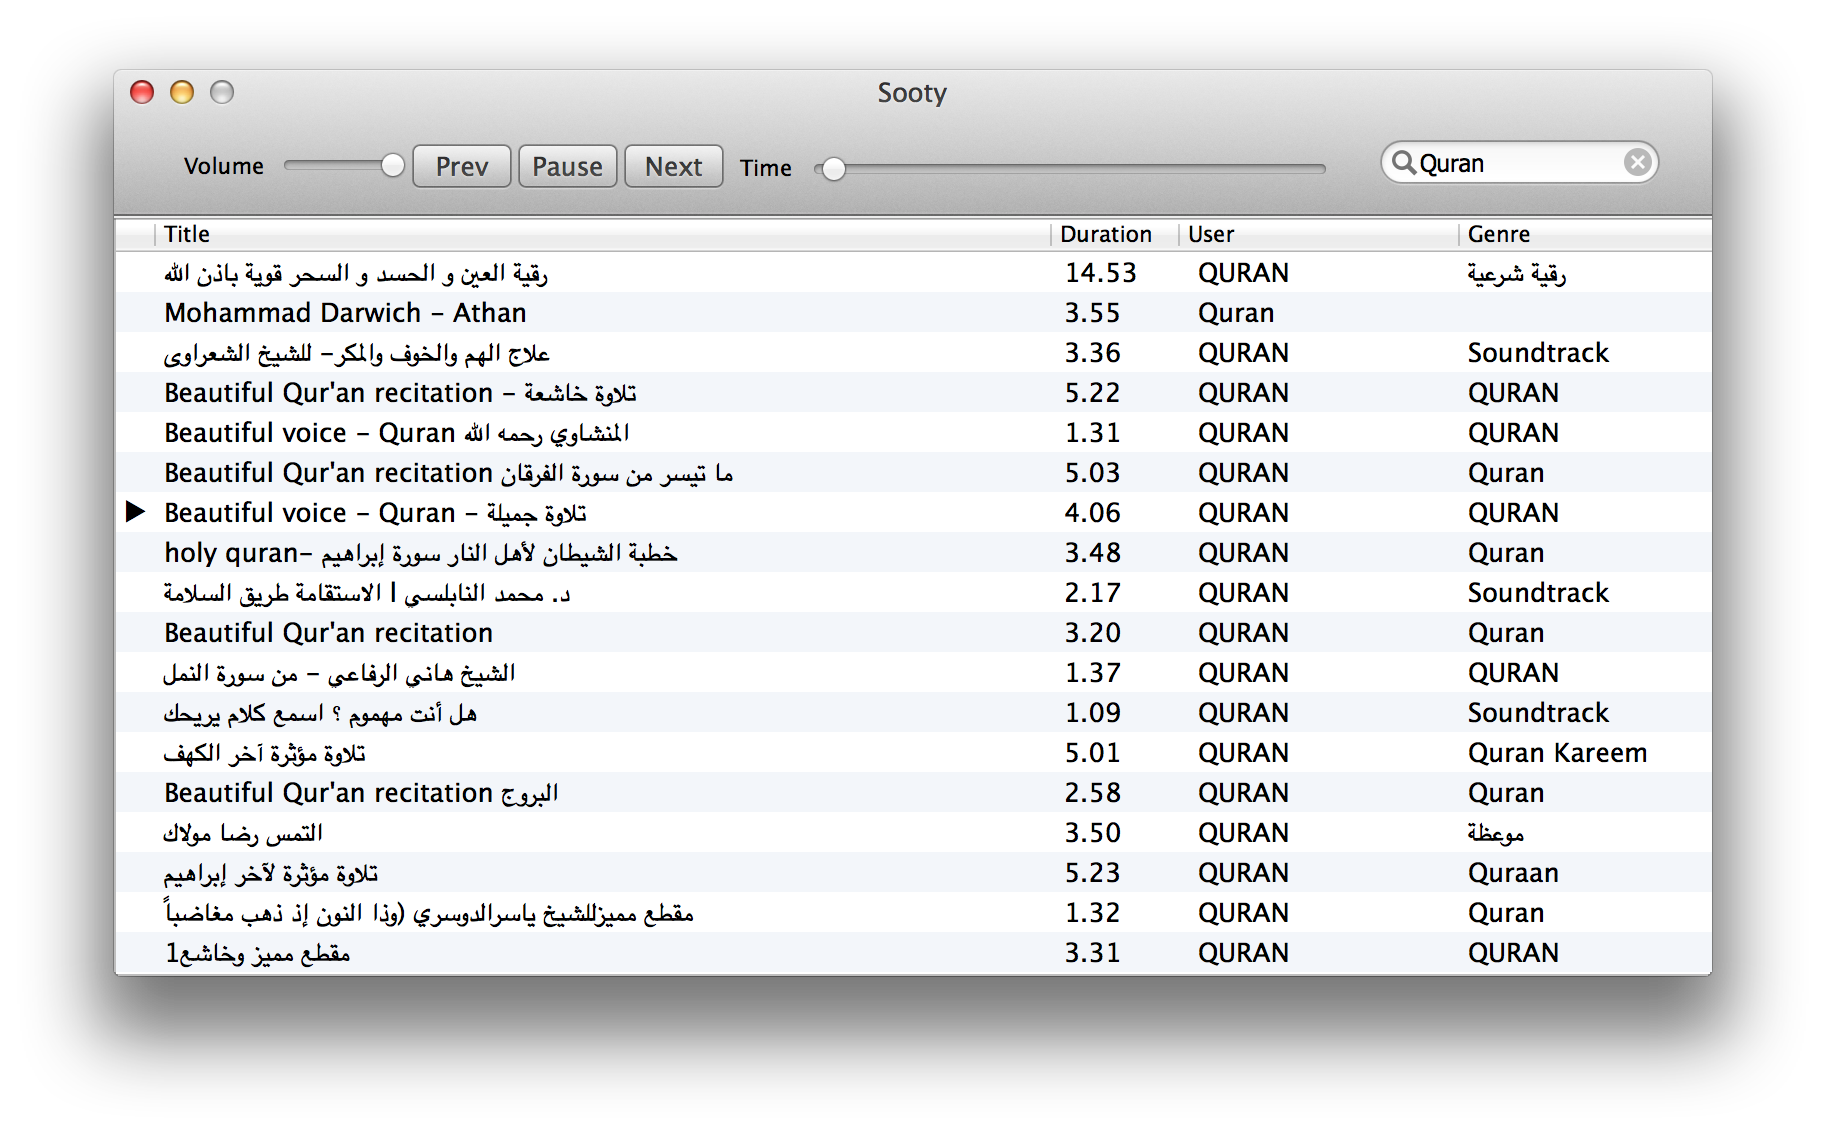 Sooty
Volume Prev Pause Next Time Quran
Title Duration User Genre
رقية العين و الحسد و السحر قوية باذن الله 14.53 QURAN رقية شرعية
Mohammad Darwich - Athan 3.55 Quran
علاج الهم والخوف والمكر- للشيخ الشعراوى 3.36 QURAN Soundtrack
Beautiful Qur'an recitation - تلاوة خاشعة 5.22 QURAN QURAN
Beautiful voice - Quran المنشاوي رحمه الله 1.31 QURAN QURAN
Beautiful Qur'an recitation ما تيسر من سورة الفرقان 5.03 QURAN Quran
Beautiful voice - Quran - تلاوة جميلة 4.06 QURAN QURAN
holy quran- خطبة الشيطان لأهل النار سورة إبراهيم 3.48 QURAN Quran
د. محمد النابلسي | الاستقامة طريق السلامة 2.17 QURAN Soundtrack
Beautiful Qur'an recitation 3.20 QURAN Quran
الشيخ هاني الرفاعي - من سورة النمل 1.37 QURAN QURAN
هل أنت مهموم ؟ اسمع كلام يريحك 1.09 QURAN Soundtrack
تلاوة مؤثرة آخر الكهف 5.01 QURAN Quran Kareem
Beautiful Qur'an recitation البروج 2.58 QURAN Quran
التمس رضا مولاك 3.50 QURAN موعظة
تلاوة مؤثرة لآخر إبراهيم 5.23 QURAN Quraan
مقطع مميزللشيخ ياسرالدوسري (وذا النون إذ ذهب مغاضباً 1.32 QURAN Quran
مقطع مميز وخاشع1 3.31 QURAN QURAN